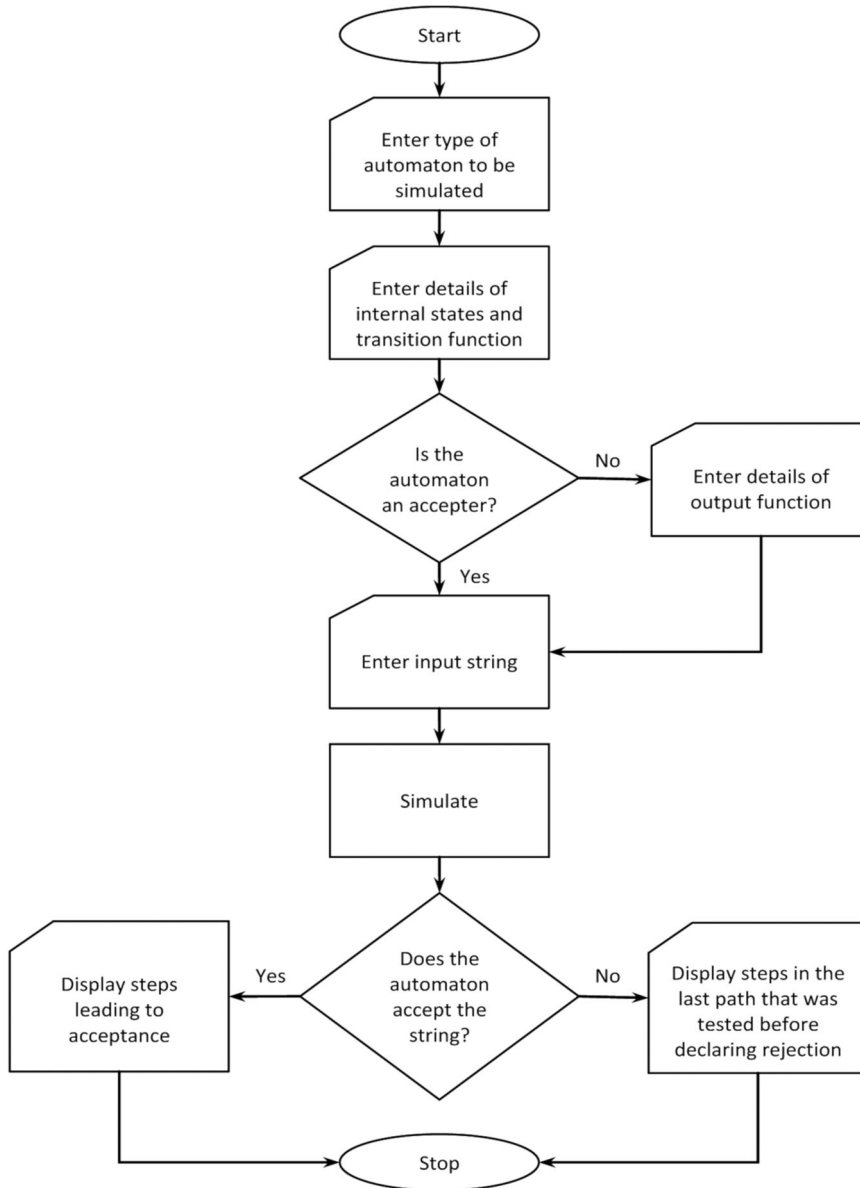 Start
Enter type of
automaton to be
simulated
Enter details of
internal states and
transition function
Is the
automaton
an accepter?
No
Enter details of
output function
Yes
Enter input string
Simulate
Does the
automaton
accept the
string?
Yes
Display steps
leading to
acceptance
No
Display steps in the
last path that was
tested before
declaring rejection
Stop